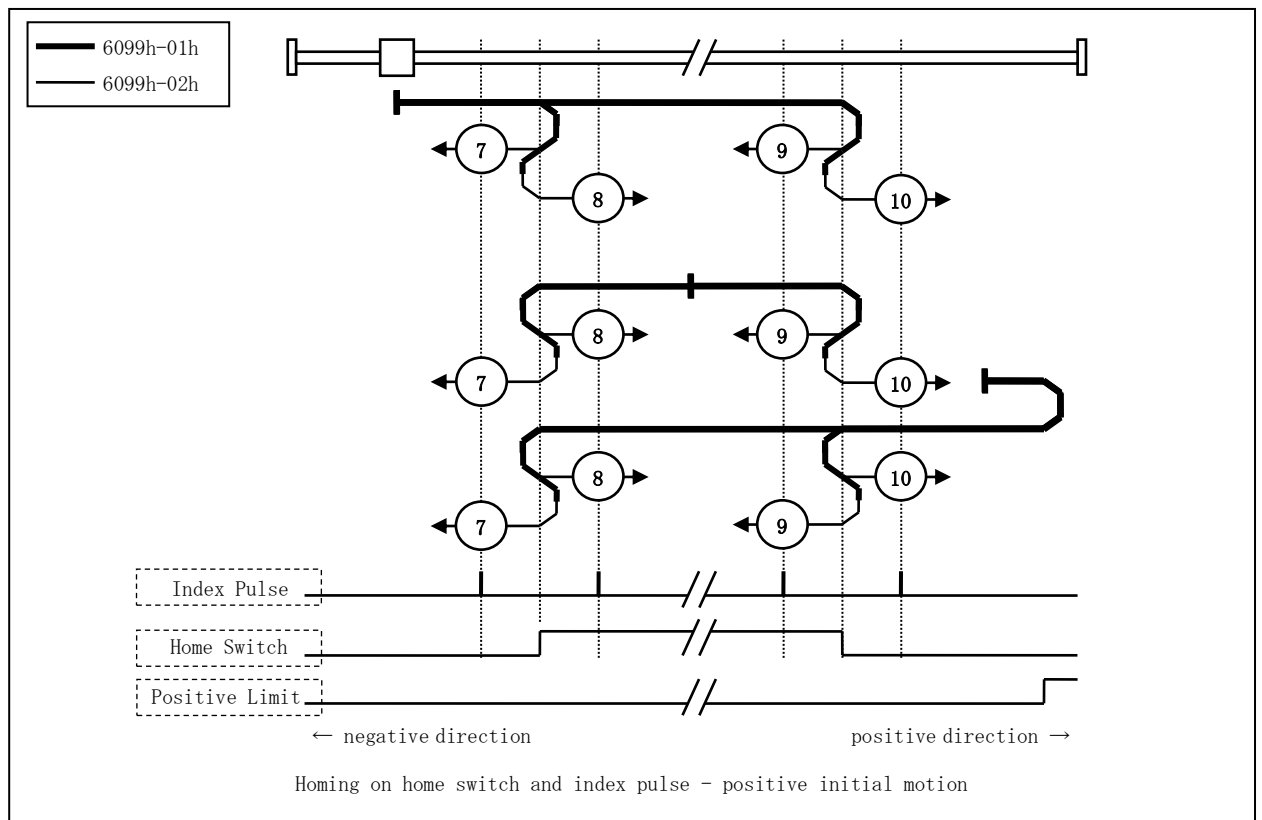 6099h-01h
6099h-02h
7
9
8
10
8
9
7
10
8
10
7
9
Index Pulse
Home Switch
Positive Limit
← negative direction
positive direction →
Homing on home switch and index pulse - positive initial motion